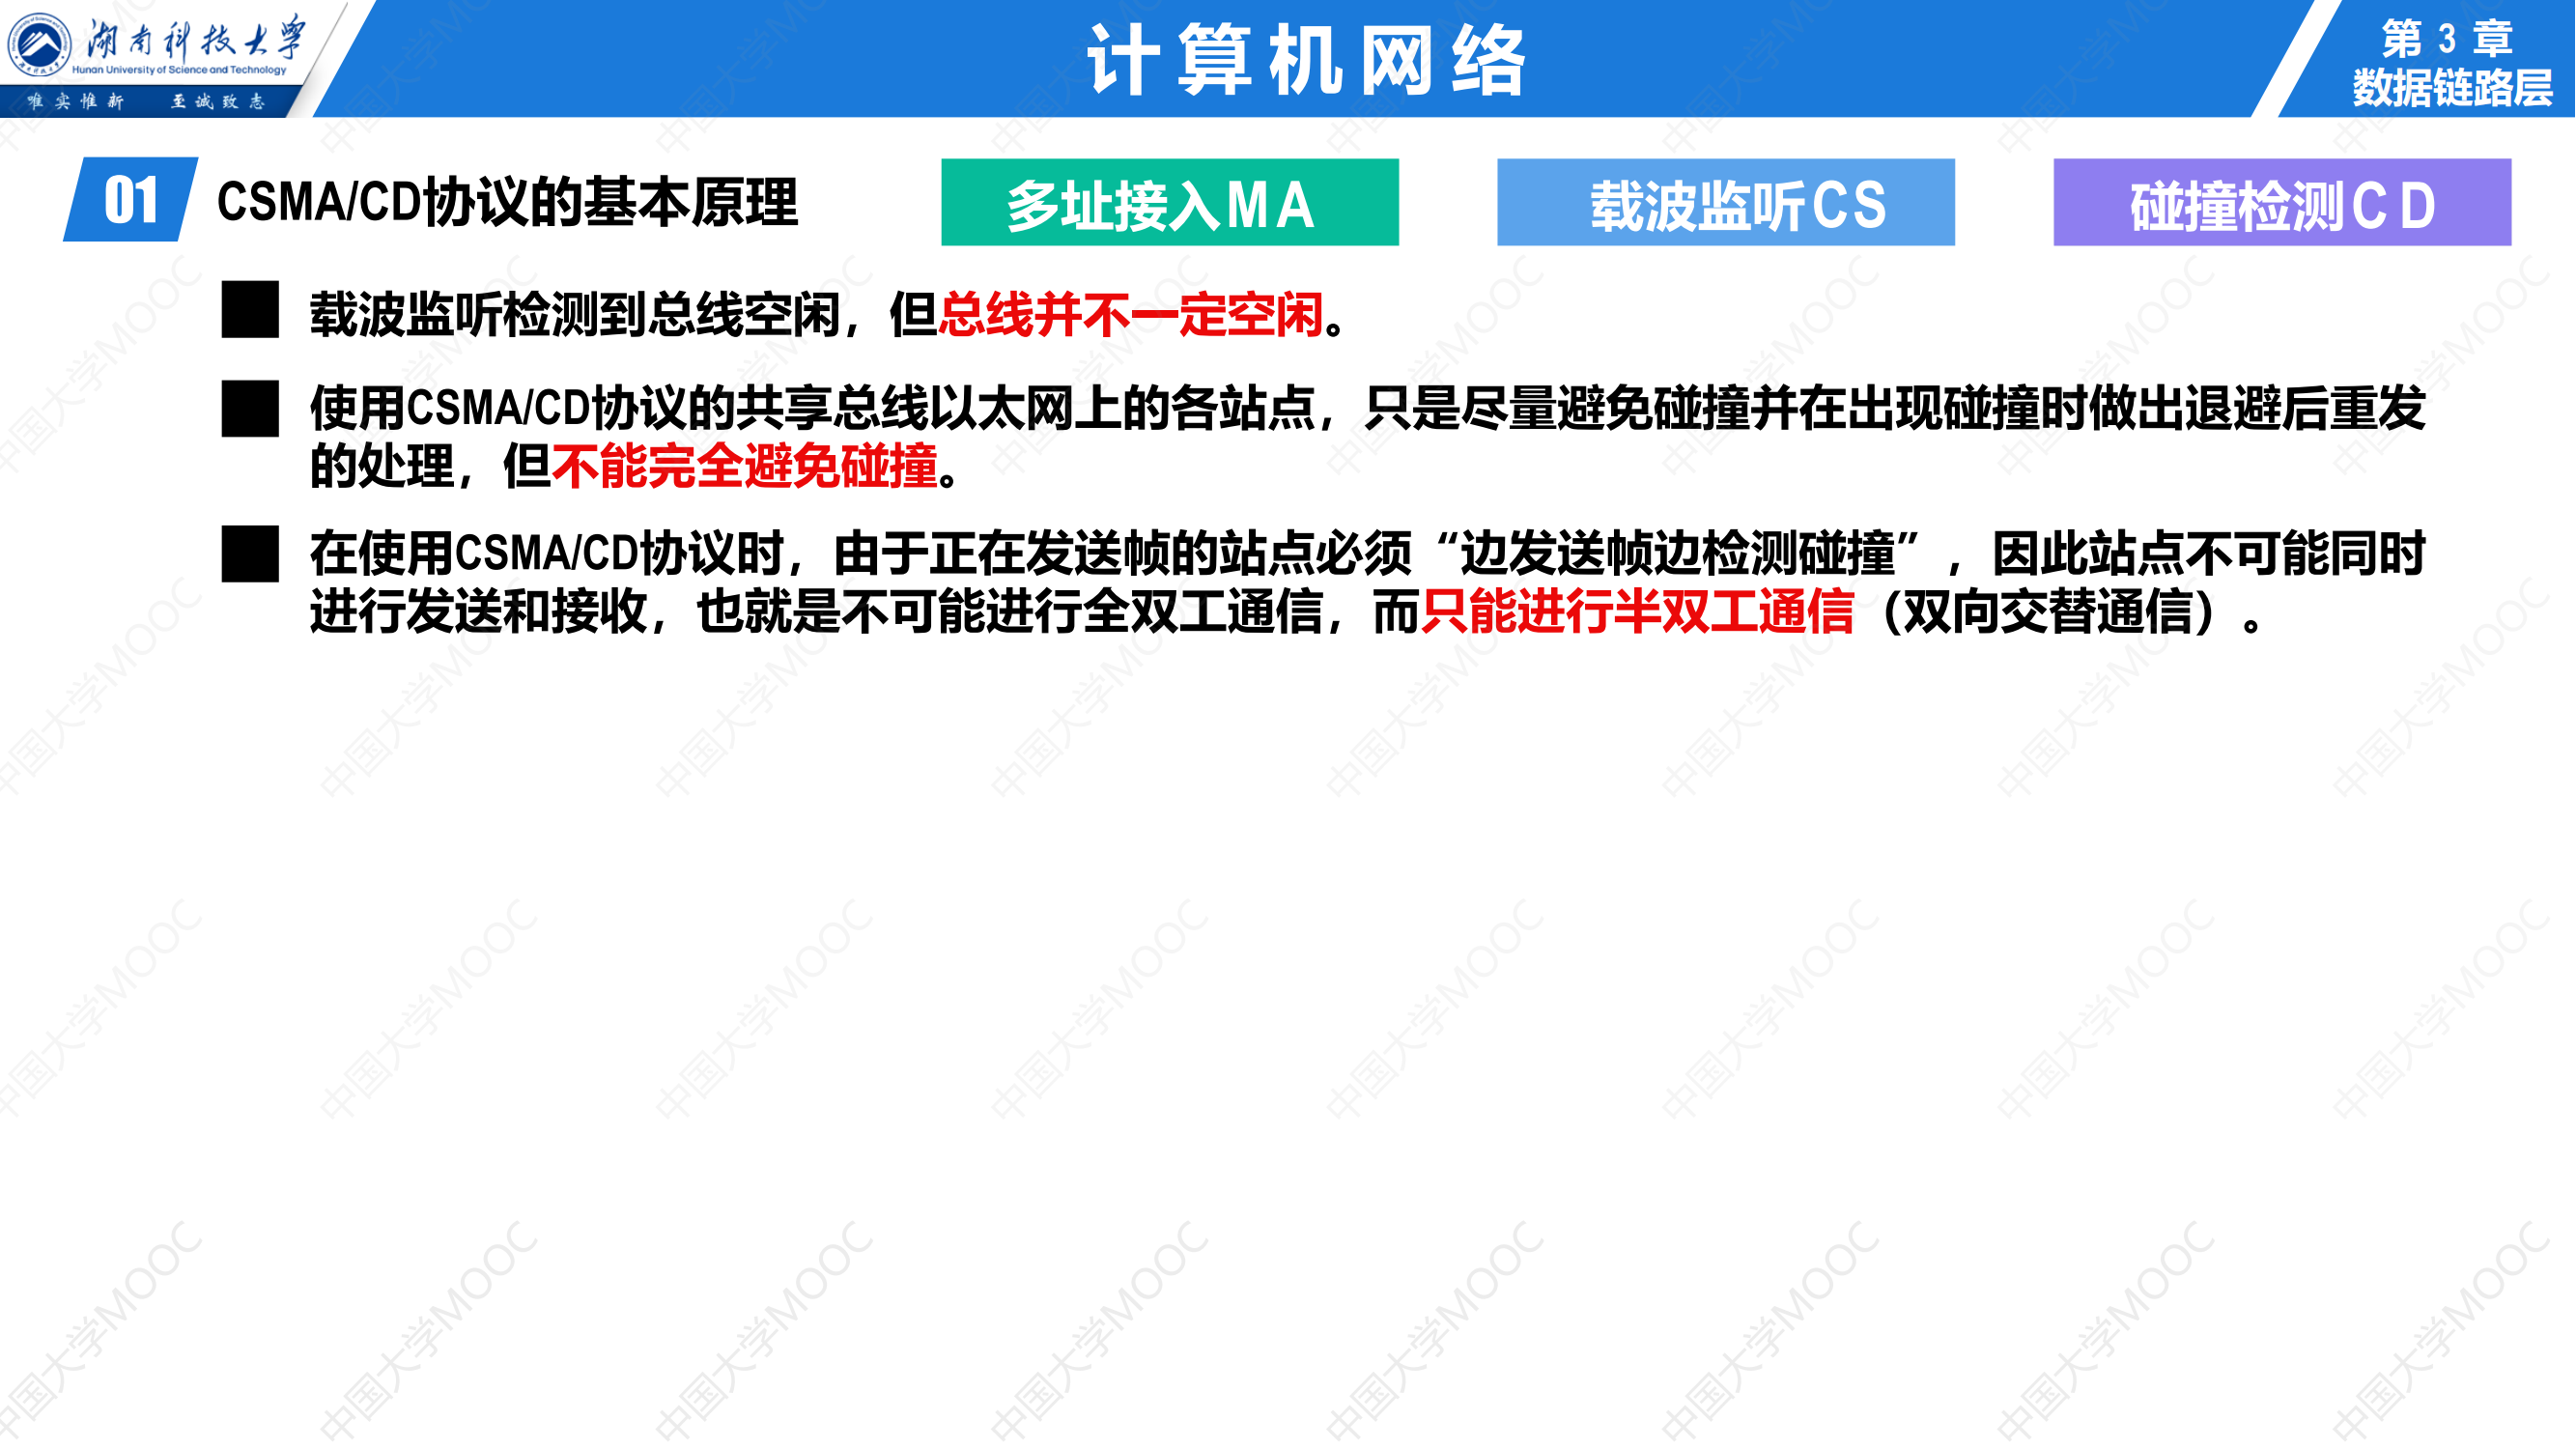 湖南科技大学
Hunan University of Science and Technology
唯实惟新 至诚致志
计算机网络
第 3 章
数据链路层
01 CSMA/CD协议的基本原理
多址接入MA
载波监听CS
碰撞检测CD
载波监听检测到总线空闲，但总线并不一定空闲。
使用CSMA/CD协议的共享总线以太网上的各站点，只是尽量避免碰撞并在出现碰撞时做出退避后重发
的处理，但不能完全避免碰撞。
在使用CSMA/CD协议时，由于正在发送帧的站点必须“边发送帧边检测碰撞”，因此站点不可能同时
进行发送和接收，也就是不可能进行全双工通信，而只能进行半双工通信（双向交替通信）。
中国大学MOOC